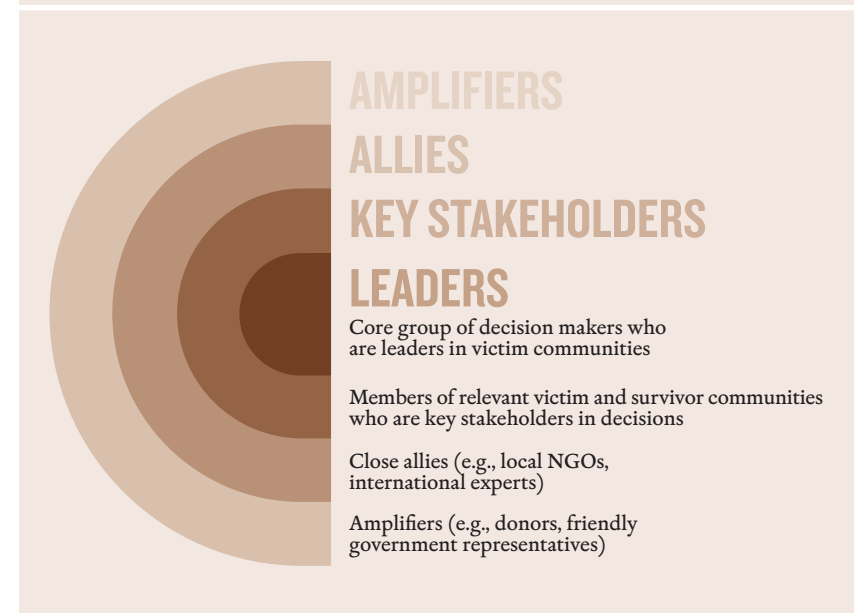 AMPLIFIERS
ALLIES
KEY STAKEHOLDERS
LEADERS
Core group of decision makers who
are leaders in victim communities
Members of relevant victim and survivor communities
who are key stakeholders in decisions
Close allies (e.g., local NGOs,
international experts)
Amplifiers (e.g., donors, friendly
government representatives)